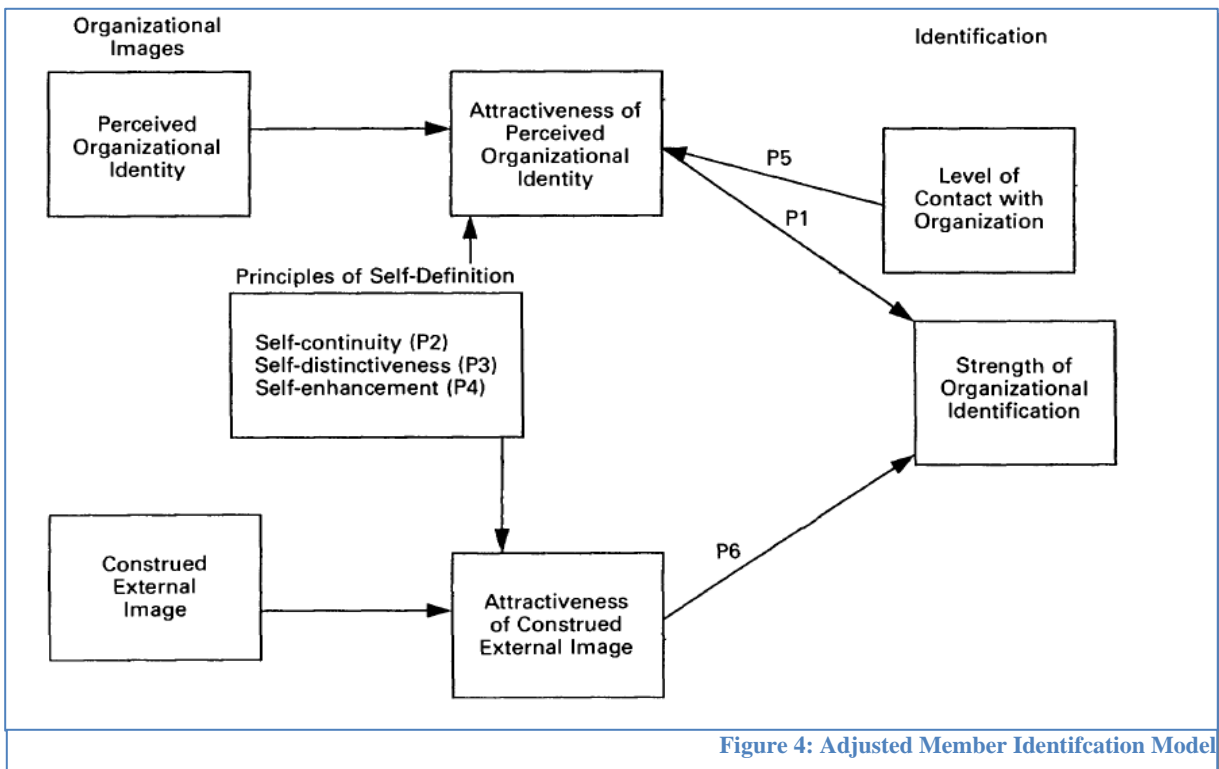 Organizational
Images
Identification
Perceived
Organizational
Identity
Attractiveness of
Perceived
Organizational
Identity
P5
Level of
Contact with
Organization
P1
Principles of Self-Definition
Self-continuity (P2)
Self-distinctiveness (P3)
Self-enhancement (P4)
Strength of
Organizational
Identification
Construed
External
Image
Attractiveness
of Construed
External Image
P6
Figure 4: Adjusted Member Identifcation Model